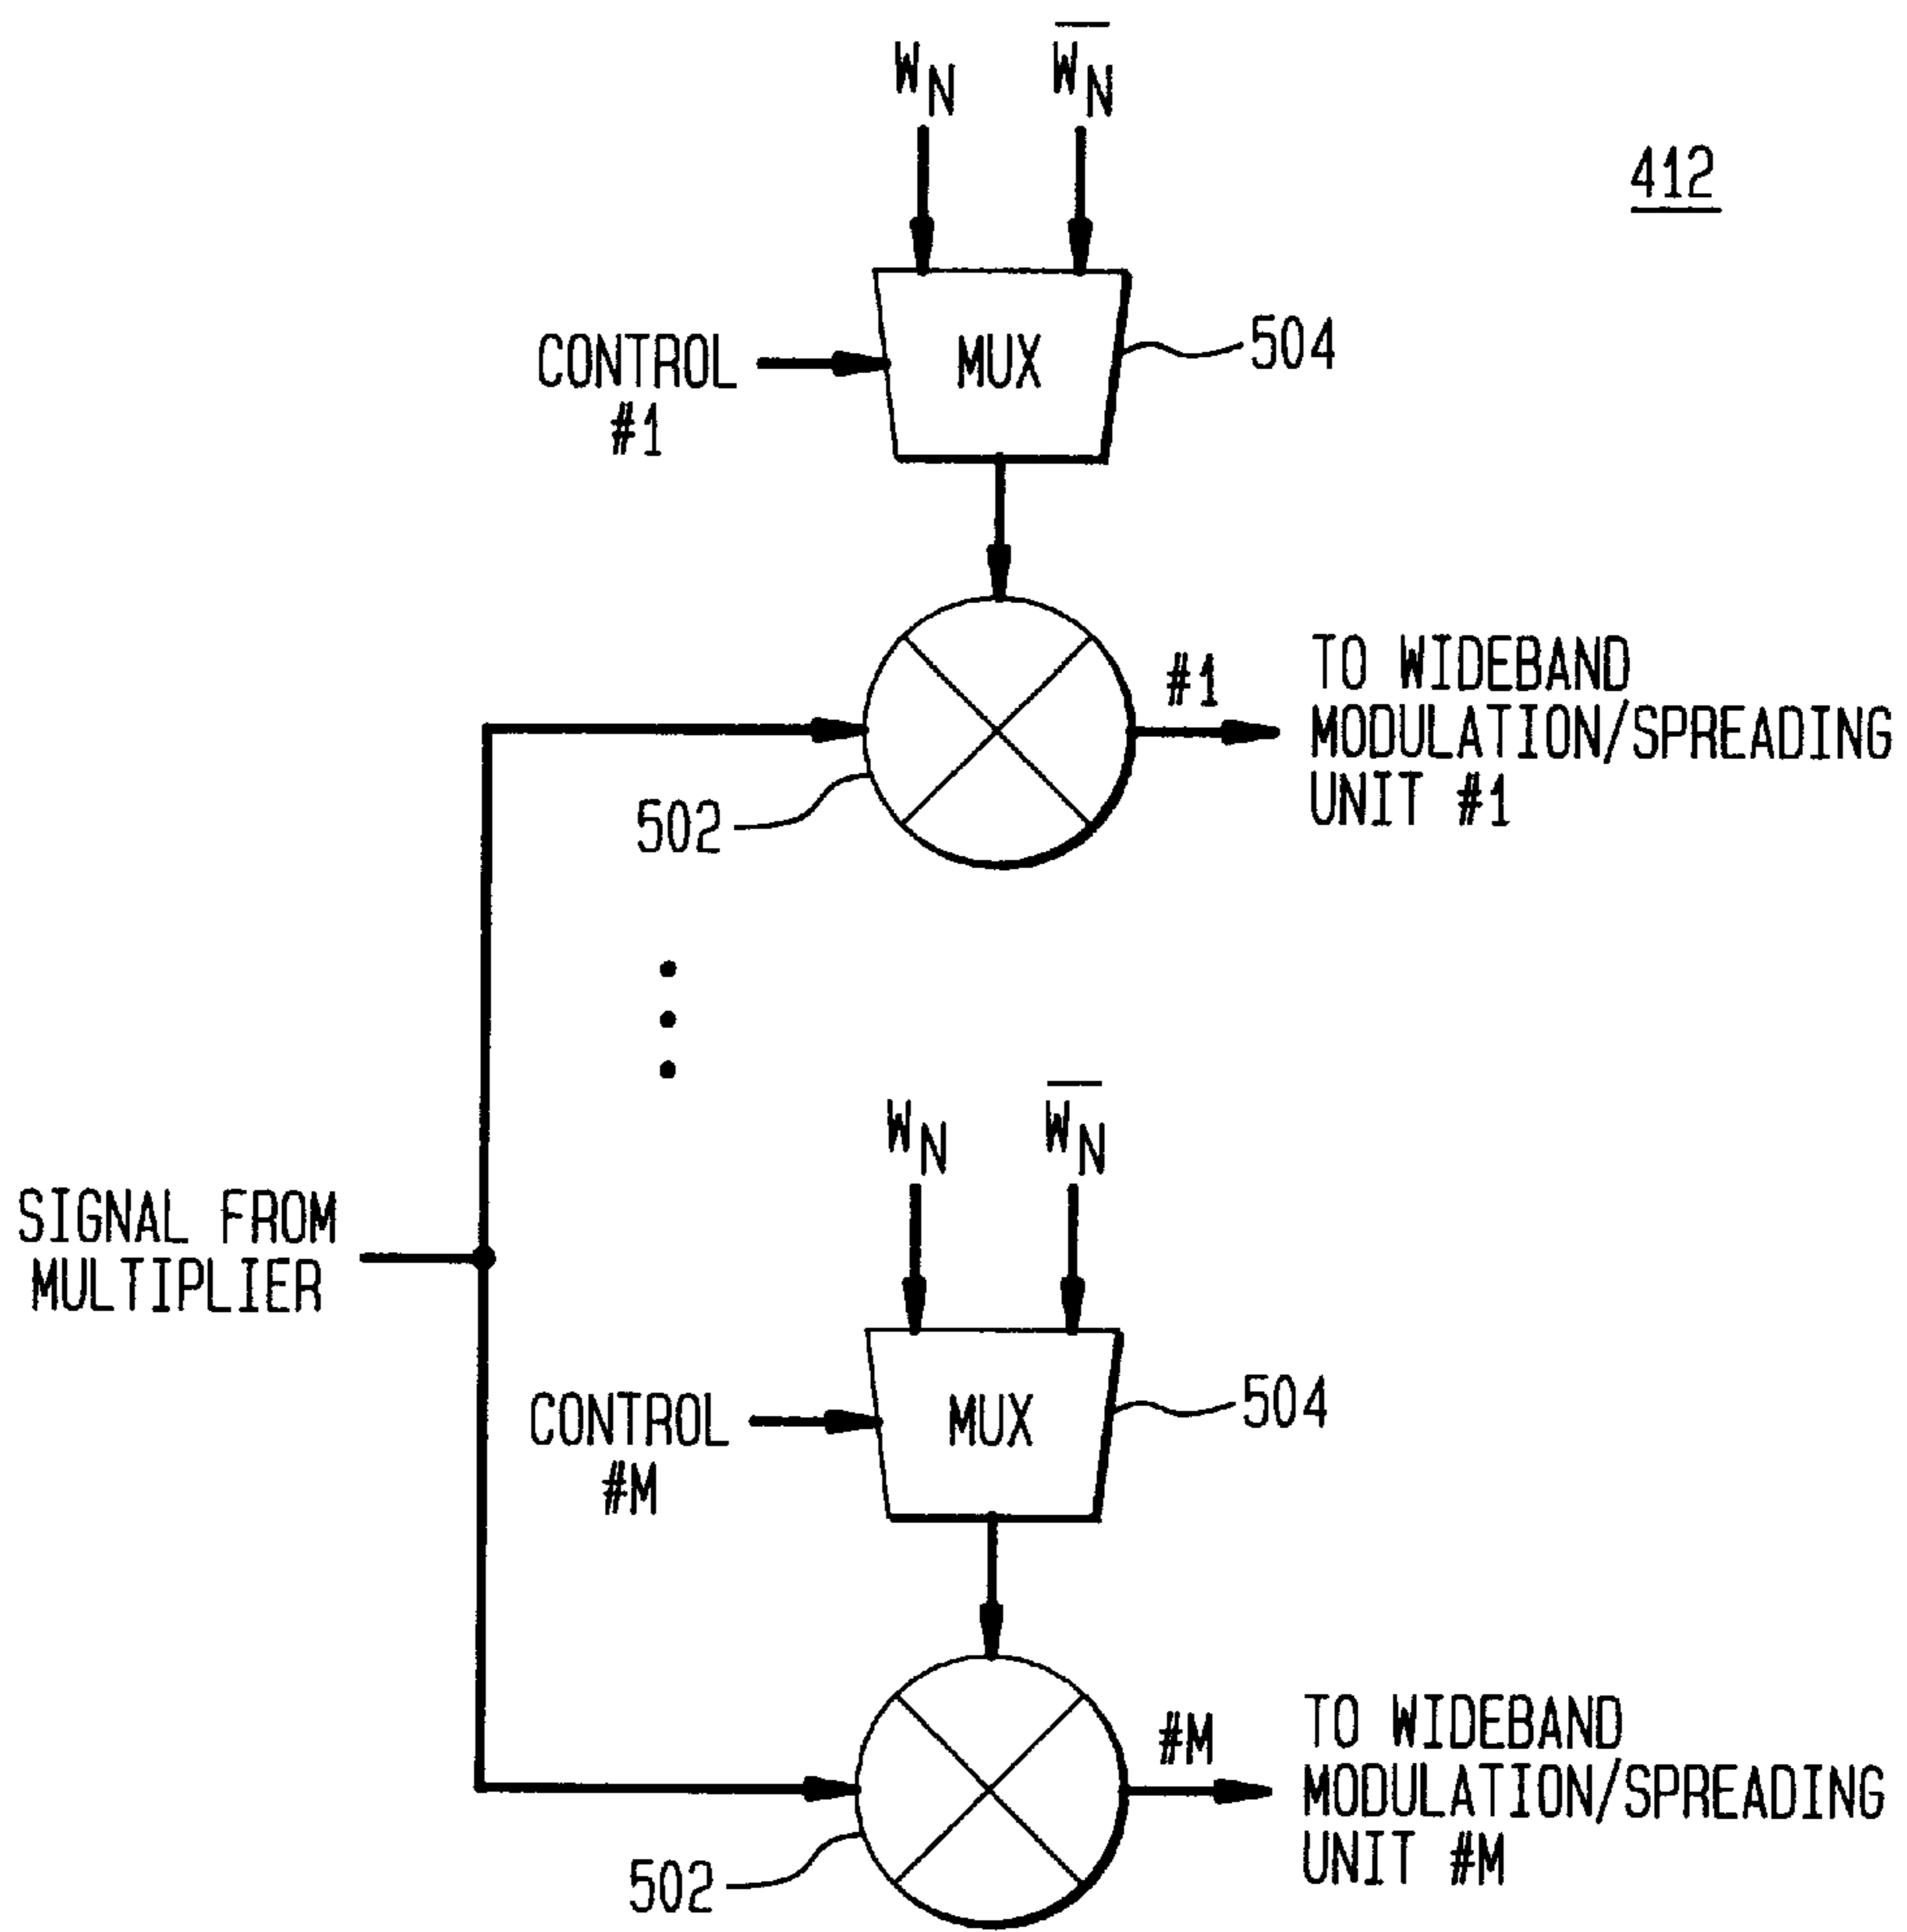 W_N
W̅_N̅
412
CONTROL
#1
MUX
504
#1
TO WIDEBAND
MODULATION/SPREADING
UNIT #1
502
W_N
W̅_N̅
SIGNAL FROM
MULTIPLIER
CONTROL
#M
MUX
504
#M
TO WIDEBAND
MODULATION/SPREADING
UNIT #M
502